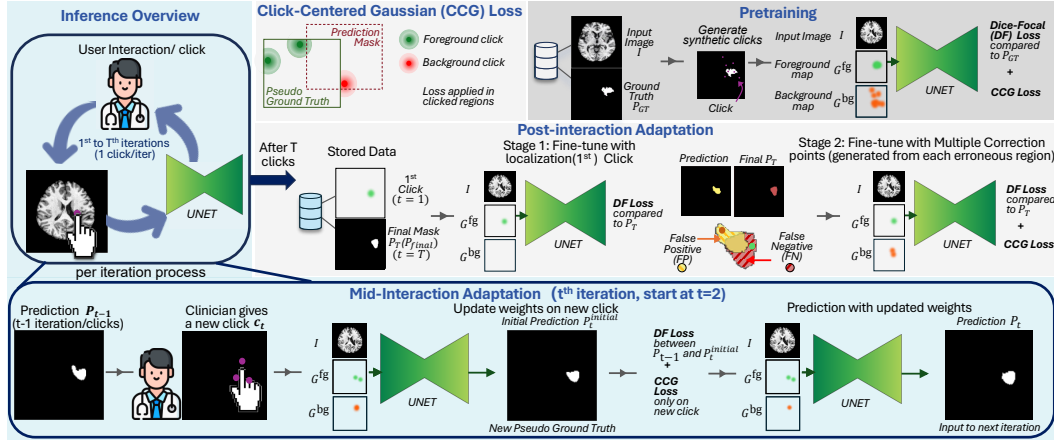 Inference Overview
User Interaction/ click
1st to Tth iterations
(1 click/iter)
UNET
per iteration process
Click-Centered Gaussian (CCG) Loss
Prediction
Mask
Pseudo
Ground Truth
Foreground click
Background click
Loss applied in
clicked regions
Pretraining
Input
Image
I
Ground
Truth
PGT
Generate
synthetic clicks
Click
Input Image I
Foreground
map
Gfg
Background
map
Gbg
UNET
Dice-Focal
(DF) Loss
compared
to PGT
+
CCG Loss
Post-interaction Adaptation
After T
clicks
Stored Data
1st
Click
(t = 1)
Final Mask
PT(Pfinal)
(t = T)
Stage 1: Fine-tune with
localization(1st) Click
I
Gfg
Gbg
UNET
DF Loss
compared
to PT
Prediction
Final PT
False
Positive
(FP)
False
Negative (FN)
Stage 2: Fine-tune with Multiple Correction
points (generated from each erroneous region)
I
Gfg
Gbg
UNET
DF Loss
compared
to PT
+
CCG Loss
Mid-Interaction Adaptation (tth iteration, start at t=2)
Prediction Pt−1
(t-1 iteration/clicks)
Clinician gives
a new click ct
Update weights on new click
I
Gfg
Gbg
UNET
Initial Prediction Ptinitial
New Pseudo Ground Truth
DF Loss
between
Pt−1 and Ptinitial
+
CCG
Loss
only on
new click
Prediction with updated weights
I
Gfg
Gbg
UNET
Prediction Pt
Input to next iteration